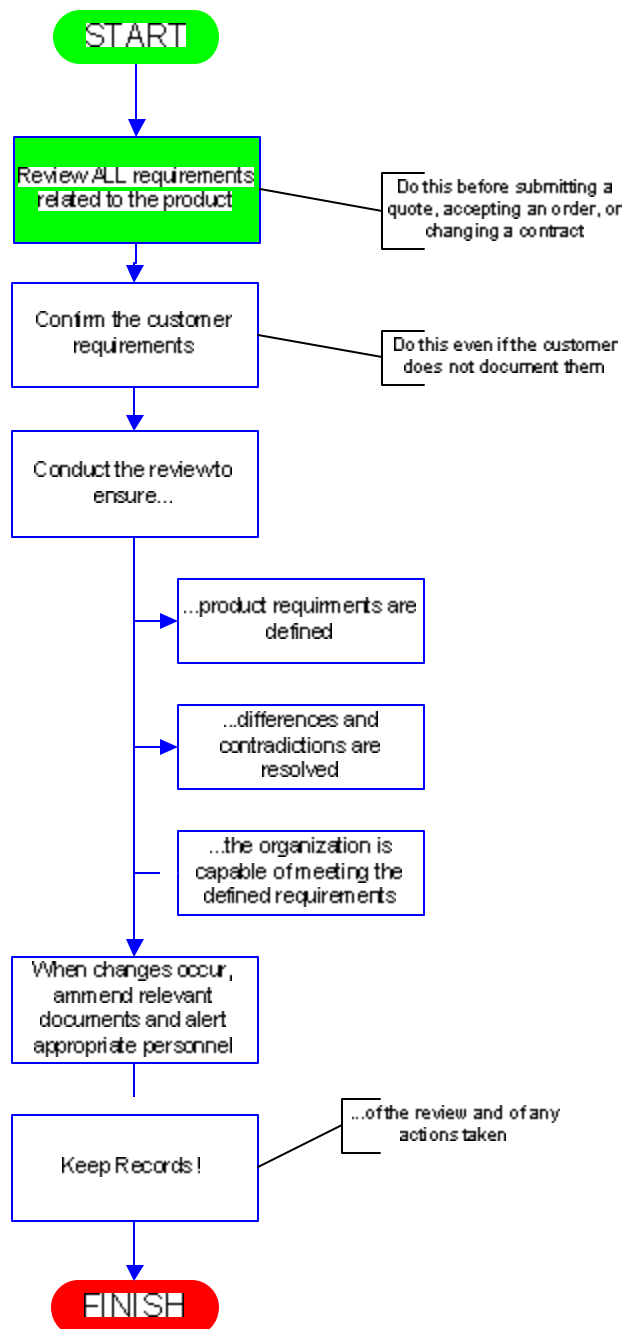 START
Review ALL requirements
related to the product
Do this before submitting a
quote, accepting an order, or
changing a contract
Confirm the customer
requirements
Do this even if the customer
does not document them
Conduct the review to
ensure...
...product requirments are
defined
...differences and
contradictions are
resolved
...the organization is
capable of meeting the
defined requirements
When changes occur,
ammend relevant
documents and alert
appropriate personnel
...of the review and of any
actions taken
Keep Records !
FINISH